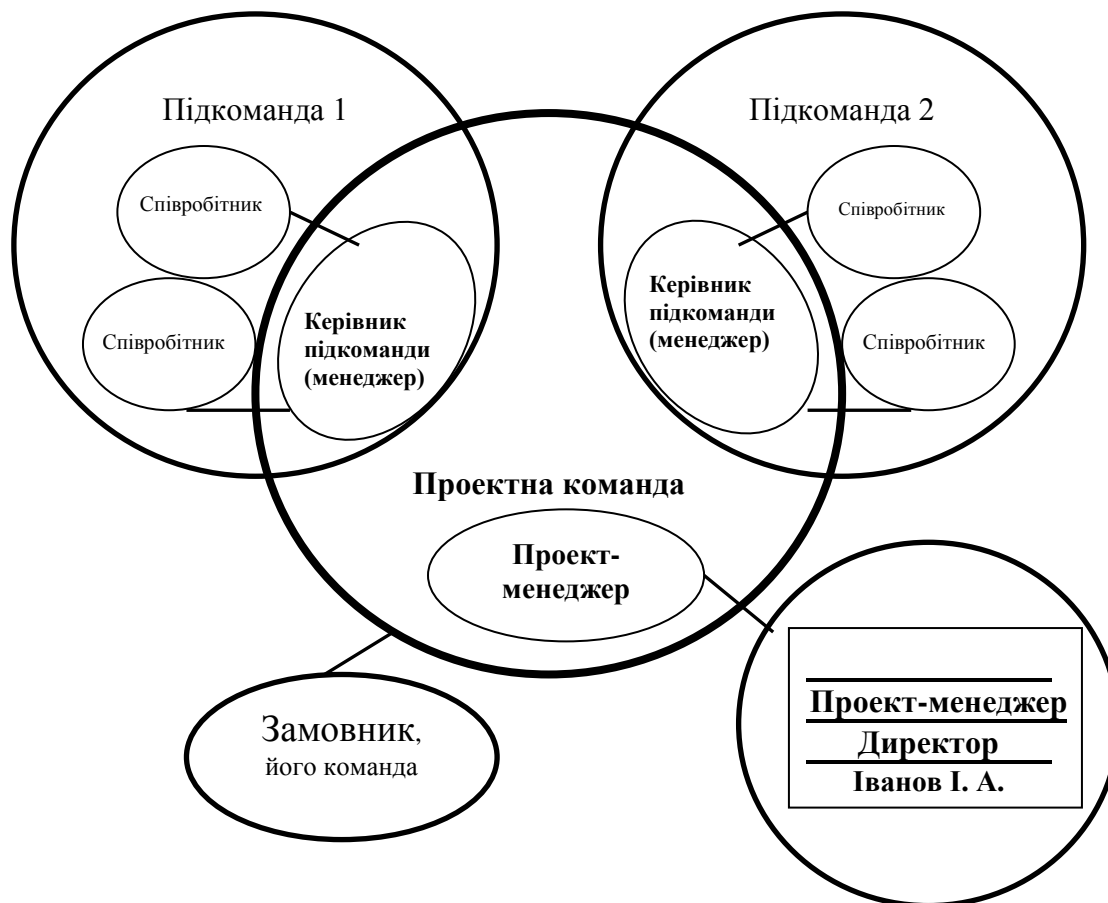 Підкоманда 1
Підкоманда 2
Співробітник
Співробітник
Співробітник
Співробітник
Керівник
підкоманди
(менеджер)
Керівник
підкоманди
(менеджер)
Проектна команда
Проект-
менеджер
Замовник,
його команда
Проект-менеджер
Директор
Іванов І. А.